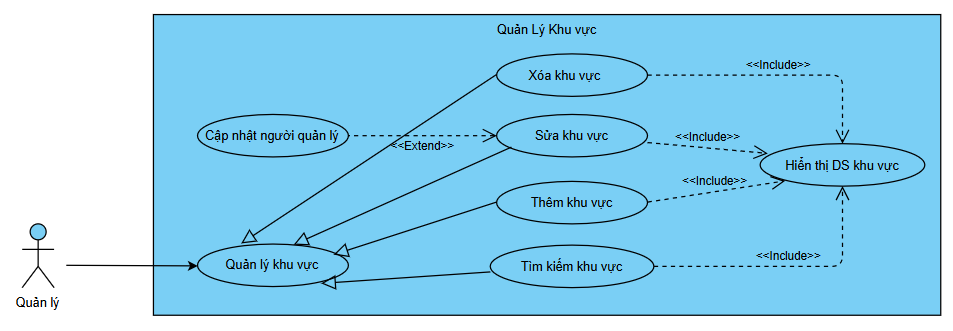 Quản Lý Khu vực
Xóa khu vực
<<Include>>
Cập nhật người quản lý
<<Extend>>
Sửa khu vực
<<Include>>
Hiển thị DS khu vực
<<Include>>
Thêm khu vực
Quản lý khu vực
Tìm kiếm khu vực
<<Include>>
Quản lý